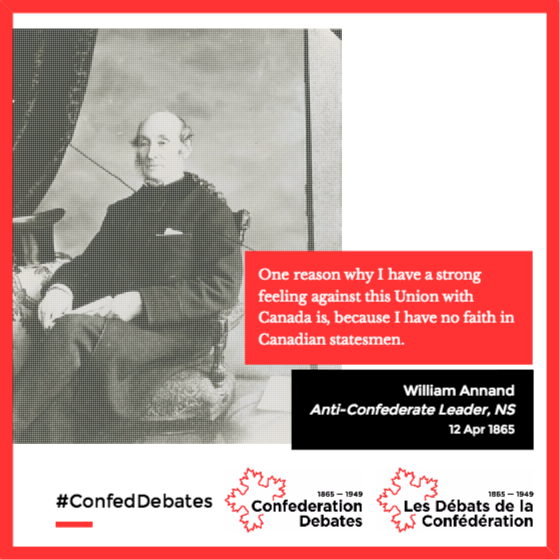 One reason why I have a strong
feeling against this Union with
Canada is, because I have no faith in
Canadian statesmen.
William Annand
Anti-Confederate Leader, NS
12 Apr 1865
#ConfedDebates
1865 — 1949
Confederation
Debates
1865 — 1949
Les Débats de la
Confédération